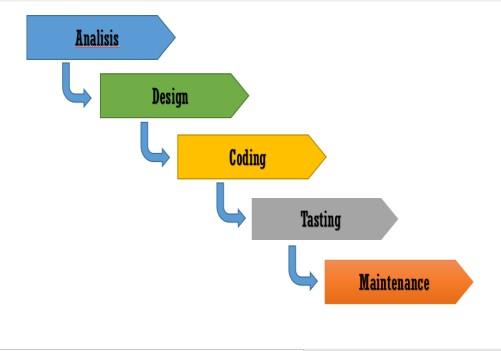 Analisis
Design
Coding
Tasting
Maintenance